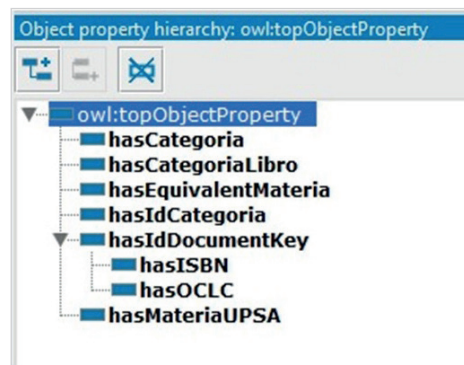 Object property hierarchy: owl:topObjectProperty
owl:topObjectProperty
hasCategoria
hasCategoriaLibro
hasEquivalentMateria
hasIdCategoria
hasIdDocumentKey
hasISBN
hasOCLC
hasMateriaUPSA